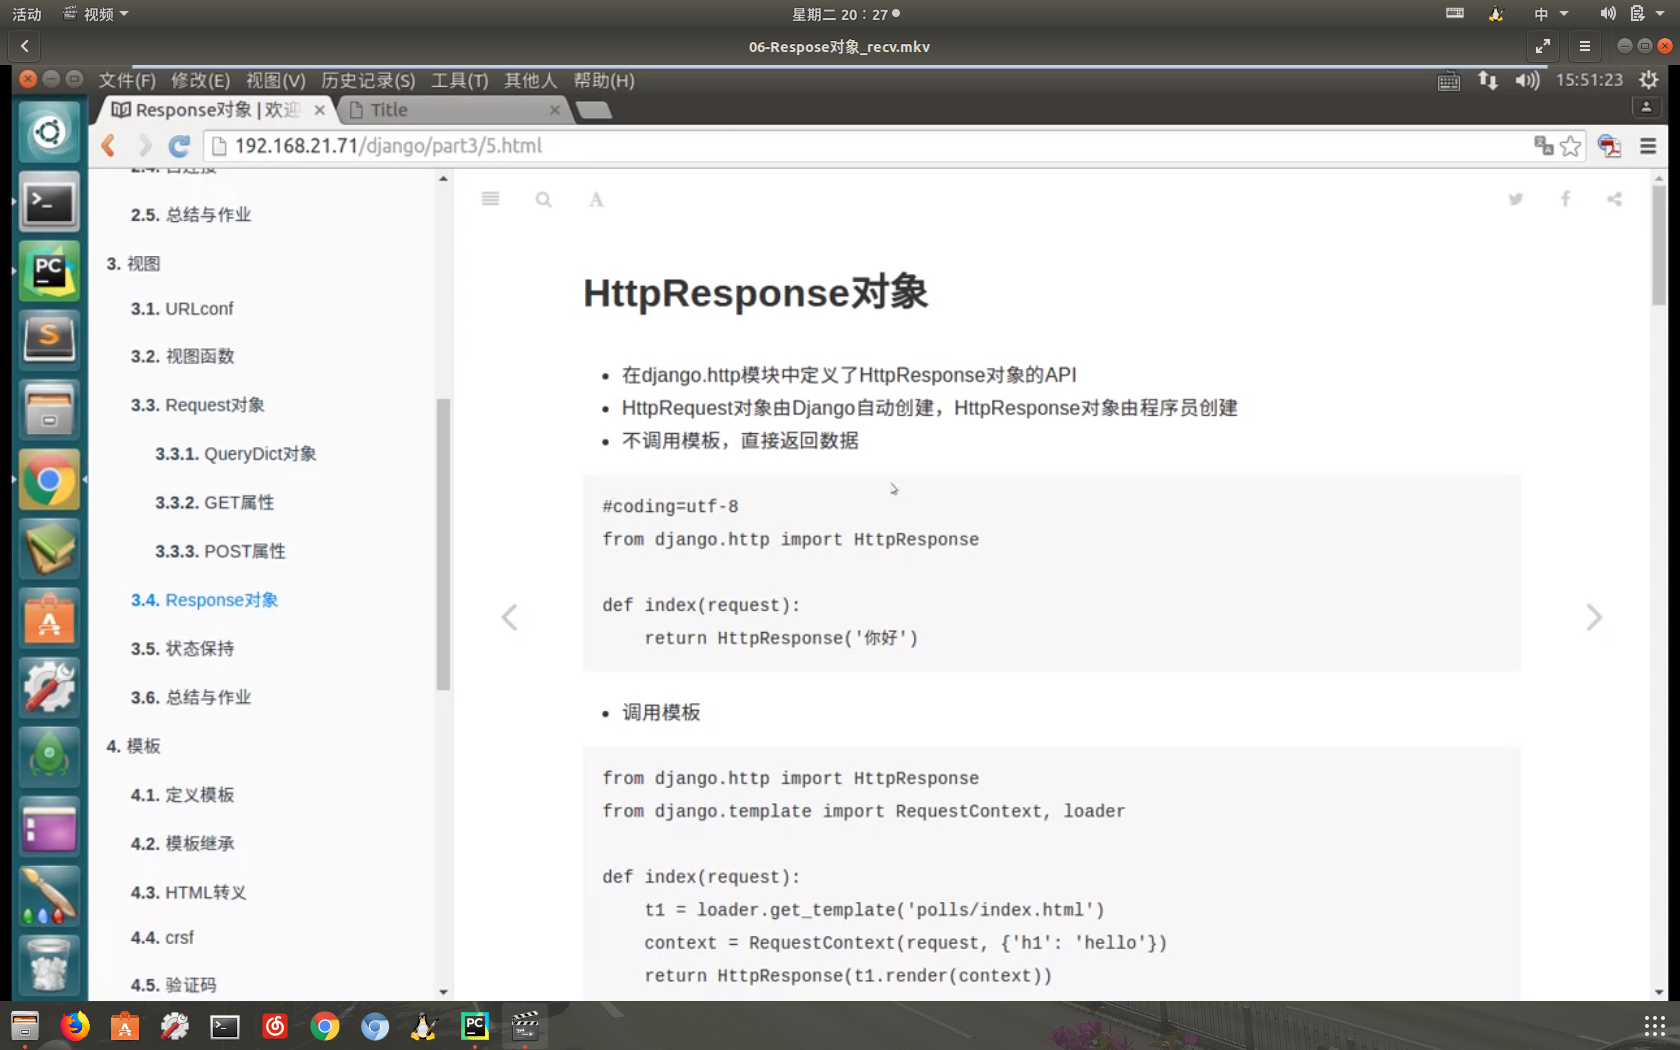 活动 视频 星期二 20：27 中
06-Respose对象_recv.mkv
文件(F) 修改(E) 视图(V) 历史记录(S) 工具(T) 其他人 帮助(H) 15:51:23
Response对象 | 欢迎 Title
192.168.21.71/django/part3/5.html
2.5. 总结与作业
3. 视图
3.1. URLconf
3.2. 视图函数
3.3. Request对象
3.3.1. QueryDict对象
3.3.2. GET属性
3.3.3. POST属性
3.4. Response对象
3.5. 状态保持
3.6. 总结与作业
4. 模板
4.1. 定义模板
4.2. 模板继承
4.3. HTML转义
4.4. crsf
4.5. 验证码
HttpResponse对象
在django.http模块中定义了HttpResponse对象的API
HttpRequest对象由Django自动创建，HttpResponse对象由程序员创建
不调用模板，直接返回数据
#coding=utf-8
from django.http import HttpResponse
def index(request):
    return HttpResponse('你好')
调用模板
from django.http import HttpResponse
from django.template import RequestContext, loader
def index(request):
    t1 = loader.get_template('polls/index.html')
    context = RequestContext(request, {'h1': 'hello'})
    return HttpResponse(t1.render(context))